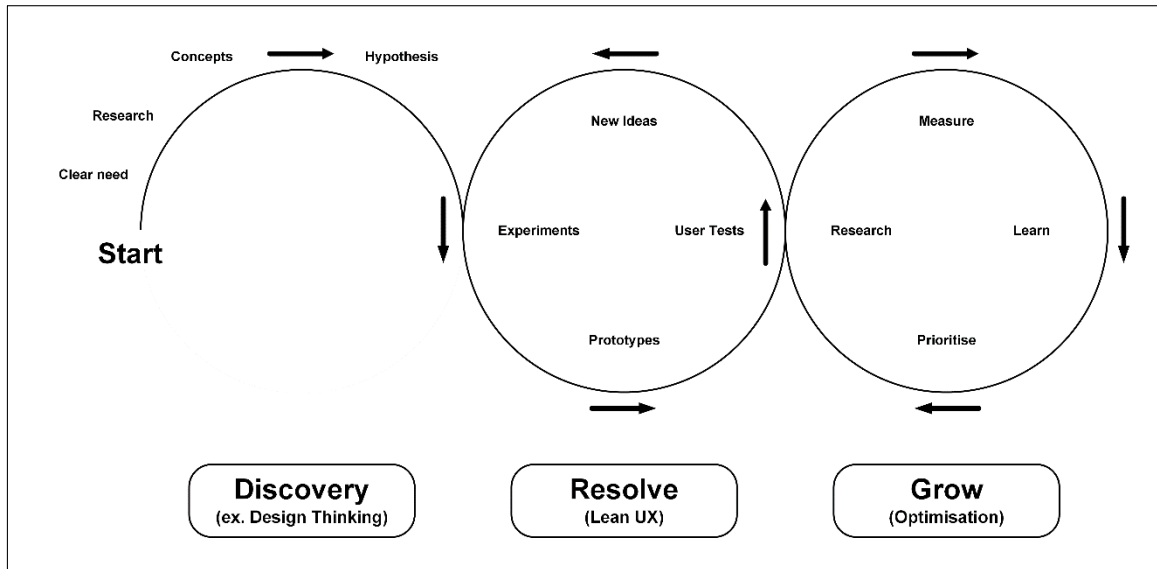 Concepts
Hypothesis
Research
Clear need
Start
New Ideas
Experiments
User Tests
Prototypes
Measure
Research
Learn
Prioritise
Discovery
(ex. Design Thinking)
Resolve
(Lean UX)
Grow
(Optimisation)